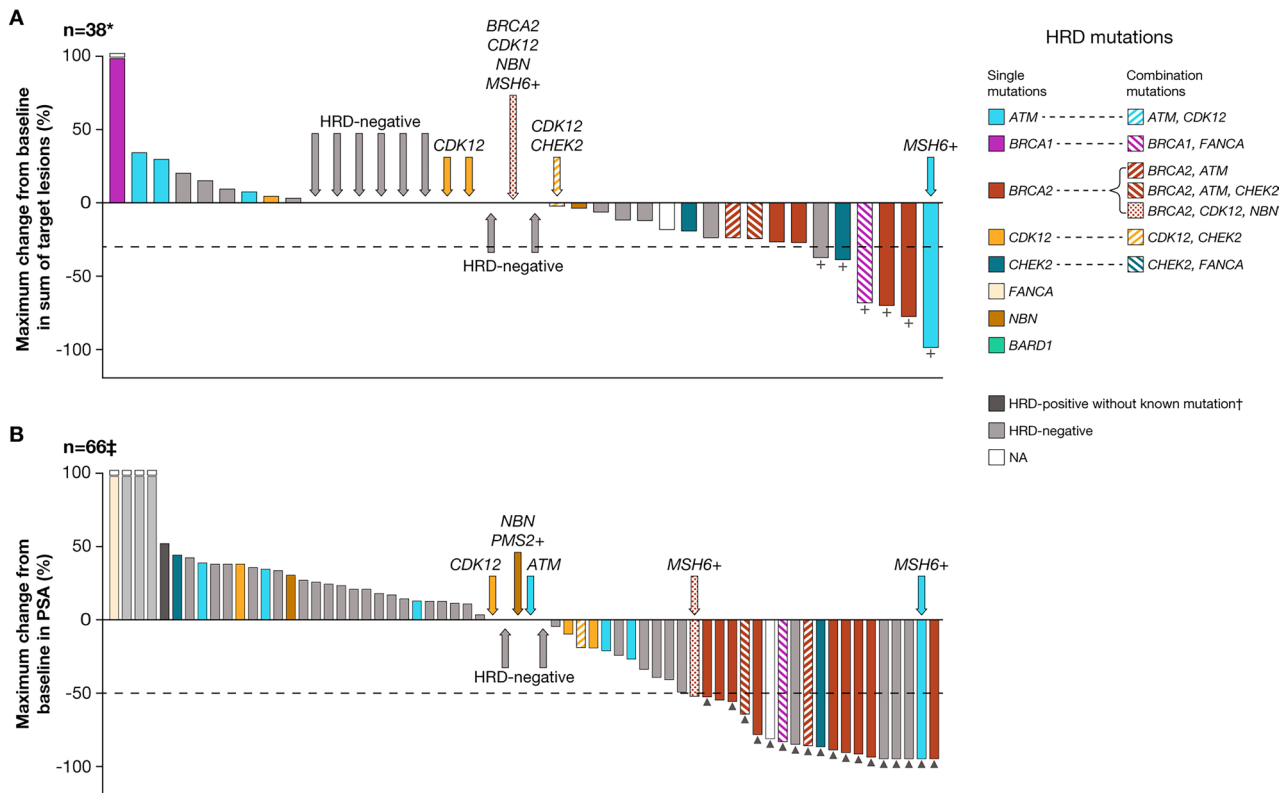 A
n=38*
Maximum change from baseline
in sum of target lesions (%)
100
50
0
-50
-100
HRD-negative
CDK12
BRCA2
CDK12
NBN
MSH6+
CDK12
CHEK2
MSH6+
HRD-negative
+
+
+
+
+
+
HRD mutations
Single
mutations
Combination
mutations
ATM
ATM, CDK12
BRCA1
BRCA1, FANCA
BRCA2
BRCA2, ATM
BRCA2, ATM, CHEK2
BRCA2, CDK12, NBN
CDK12
CDK12, CHEK2
CHEK2
CHEK2, FANCA
FANCA
NBN
BARD1
HRD-positive without known mutation†
HRD-negative
NA
B
n=66‡
Maximum change from
baseline in PSA (%)
100
50
0
-50
-100
CDK12
NBN
PMS2+
ATM
MSH6+
MSH6+
HRD-negative